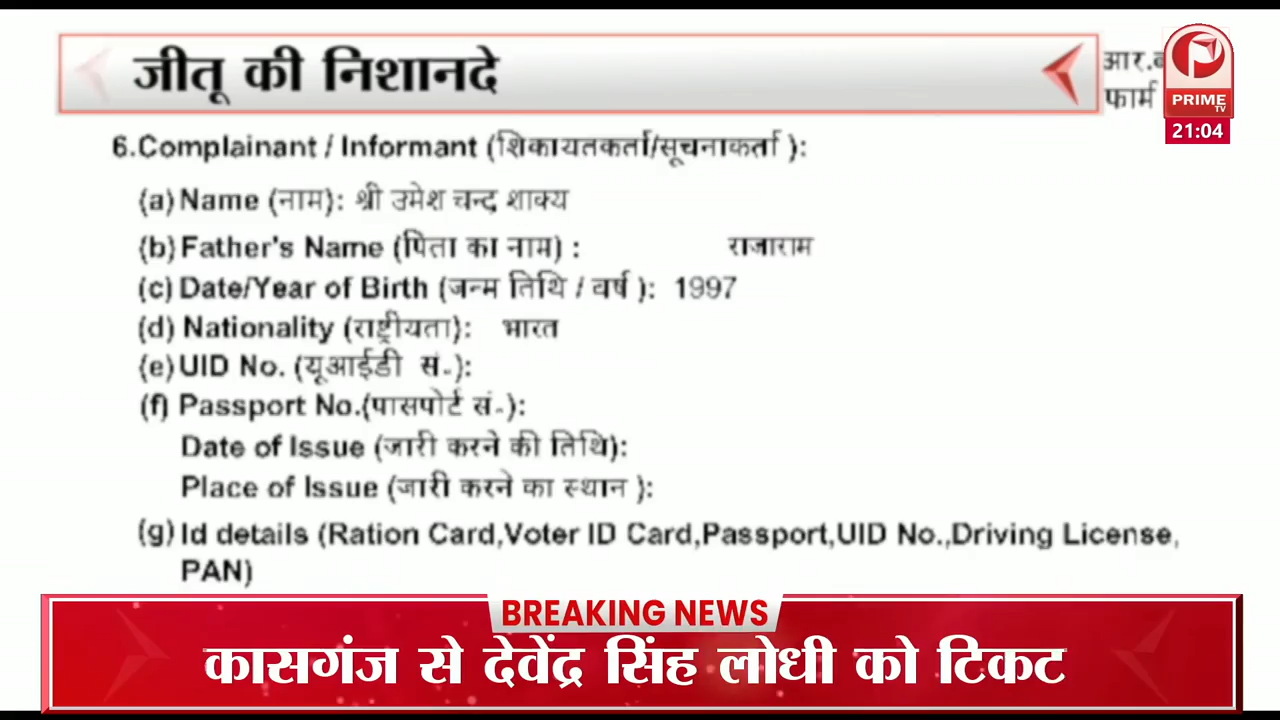 जीतू की निशानदे
आर.
फार्म
PRIME
TV
21:04
6.Complainant / Informant (शिकायतकर्ता/सूचनाकर्ता ):
(a) Name (नाम): श्री उमेश चन्द्र शाक्य
(b) Father's Name (पिता का नाम) : राजाराम
(c) Date/Year of Birth (जन्म तिथि / वर्ष ): 1997
(d) Nationality (राष्ट्रीयता): भारत
(e) UID No. (यूआईडी सं.):
(f) Passport No.(पासपोर्ट सं.):
Date of Issue (जारी करने की तिथि):
Place of Issue (जारी करने का स्थान ):
(g) Id details (Ration Card,Voter ID Card,Passport,UID No.,Driving License,
PAN)
BREAKING NEWS
कासगंज से देवेंद्र सिंह लोधी को टिकट